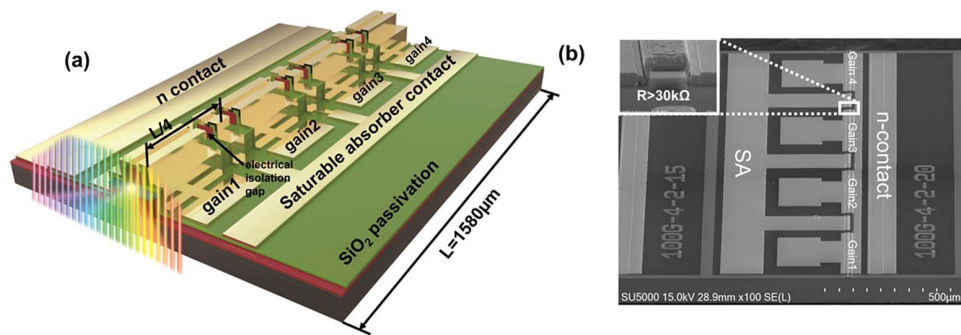 (a)
n contact
L/4
electrical
isolation
gap
gain1
gain2
gain3
gain4
Saturable absorber contact
SiO₂ passivation
L=1580μm
(b)
R>30kΩ
SA
Gain 4
Gain3
Gain2
Gain1
n-contact
100G-4-2-15
100G-4-2-20
SU5000 15.0kV 28.9mm x100 SE(L)
500μm